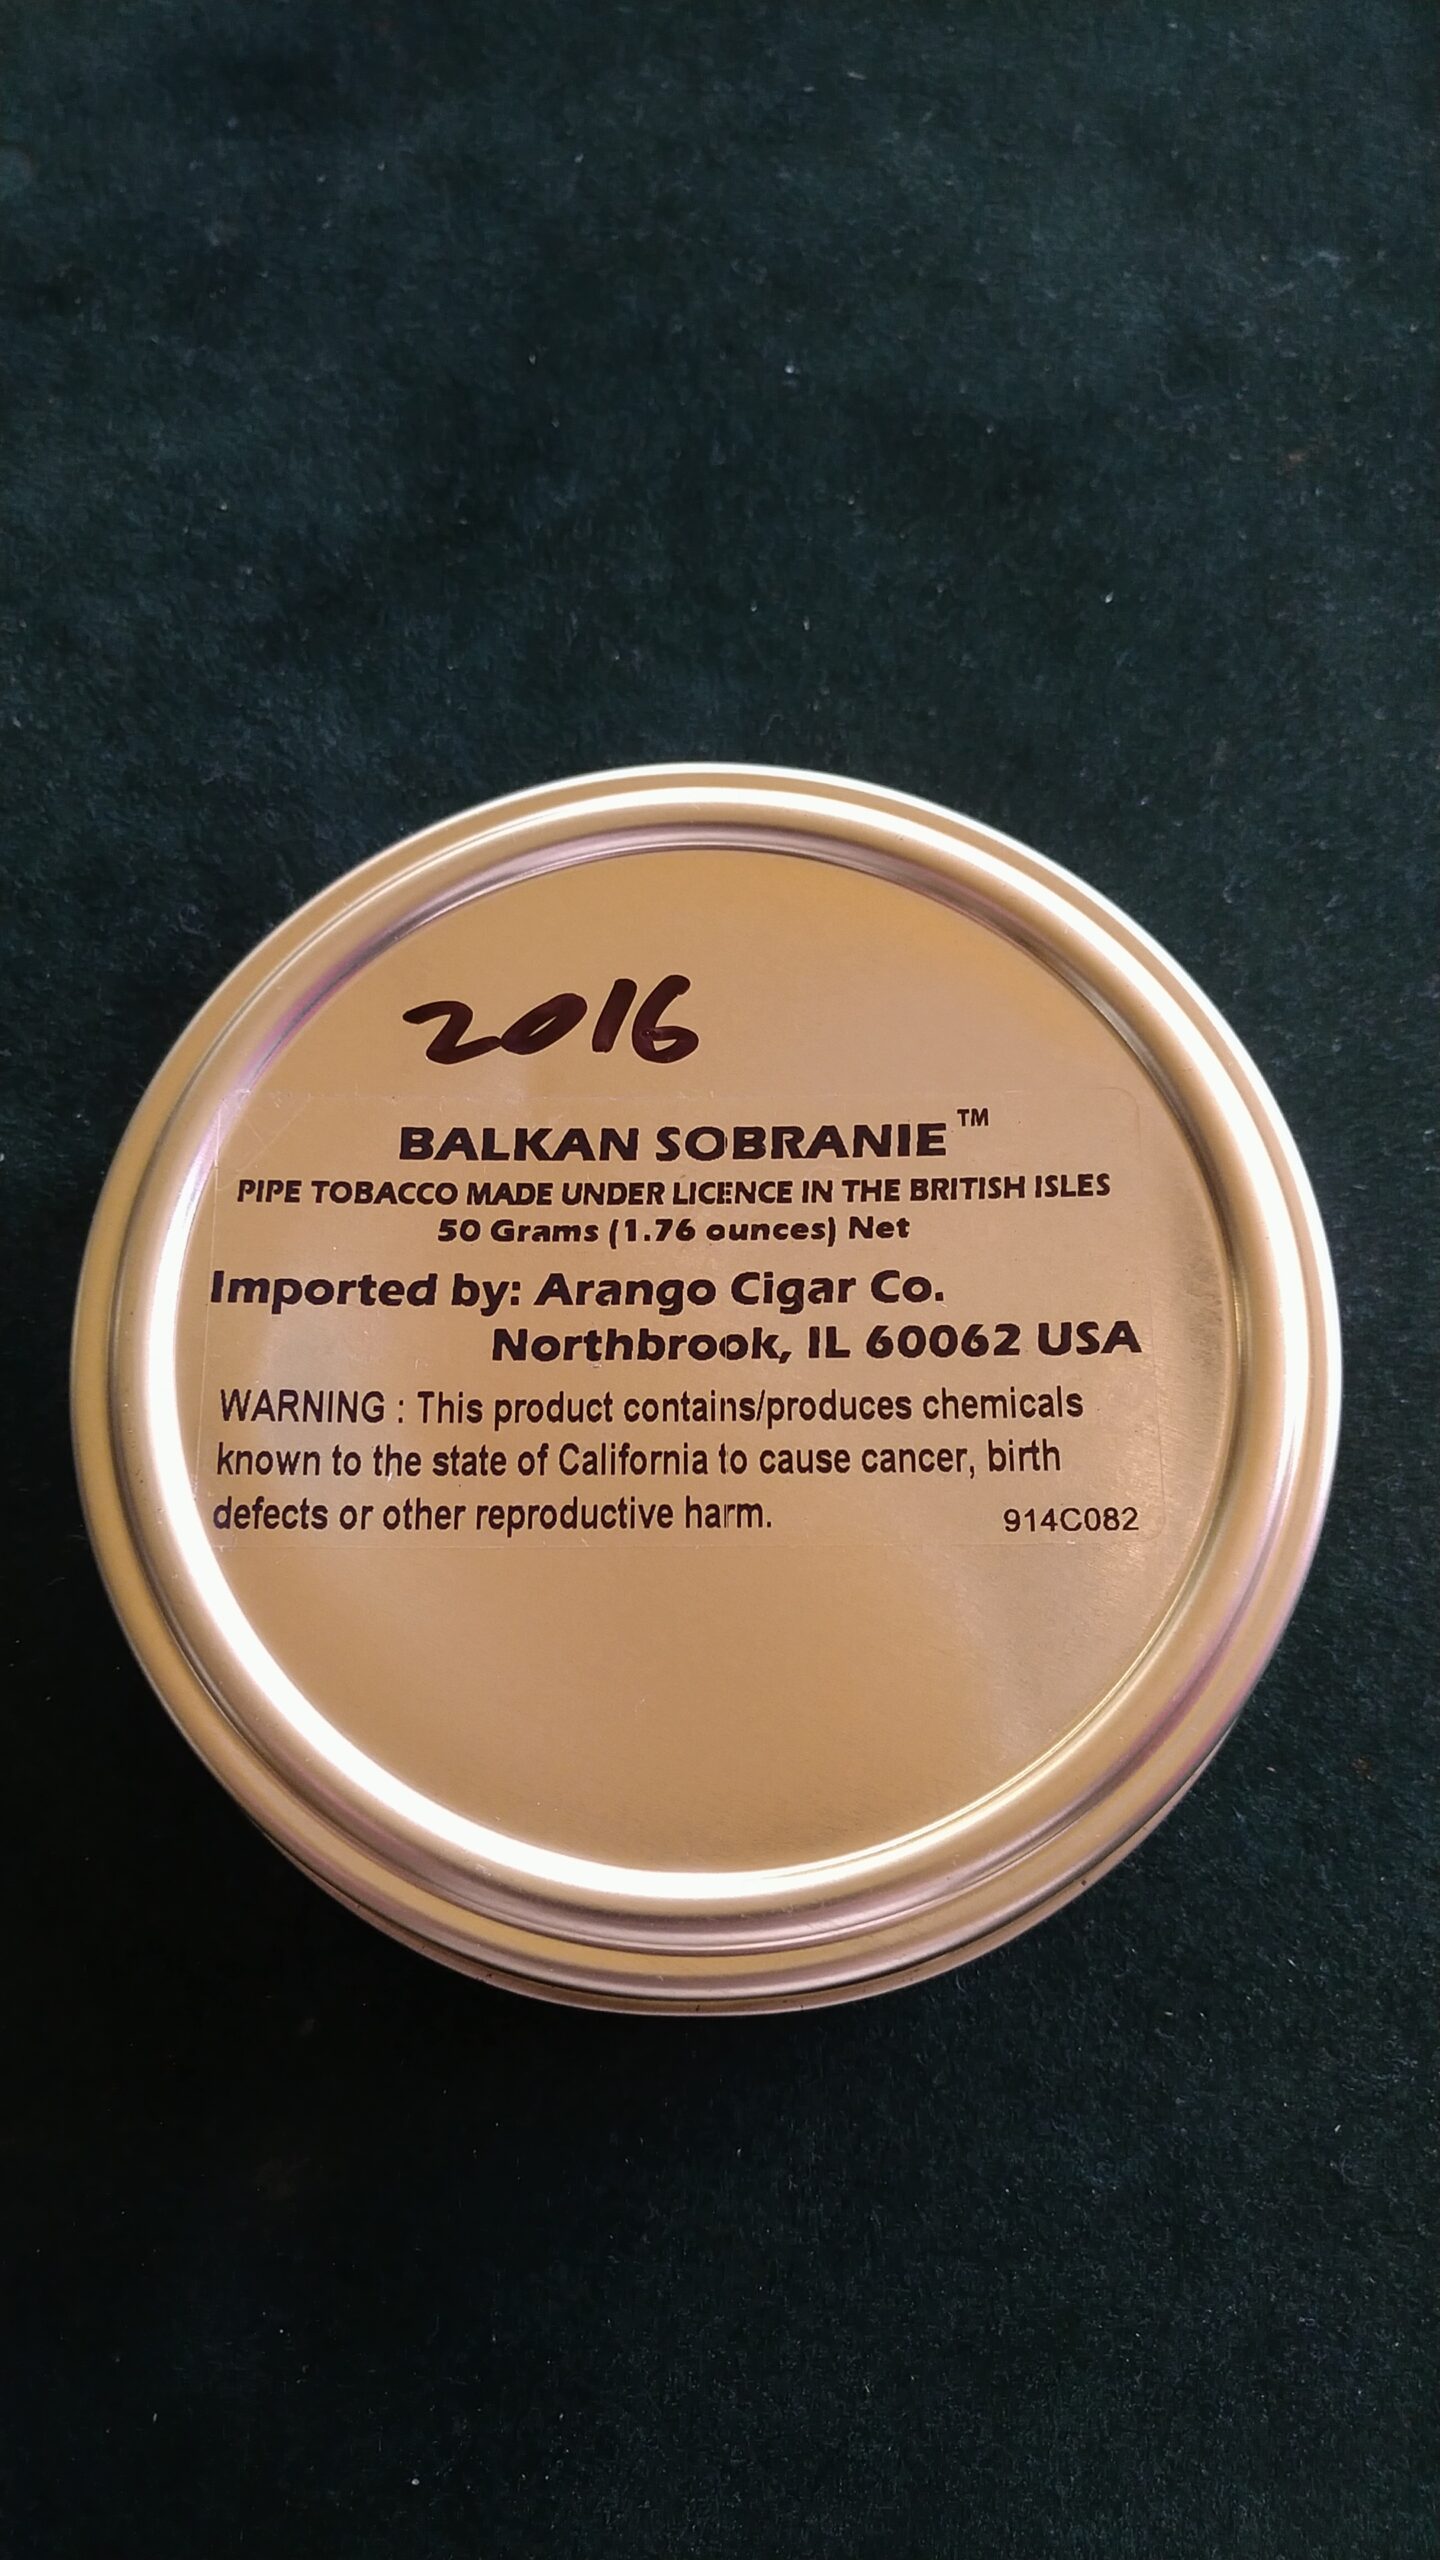 2016
BALKAN SOBRANIE™
PIPE TOBACCO MADE UNDER LICENCE IN THE BRITISH ISLES
50 Grams (1.76 ounces) Net
Imported by: Arango Cigar Co.
Northbrook, IL 60062 USA
WARNING : This product contains/produces chemicals
known to the state of California to cause cancer, birth
defects or other reproductive harm. 914C082